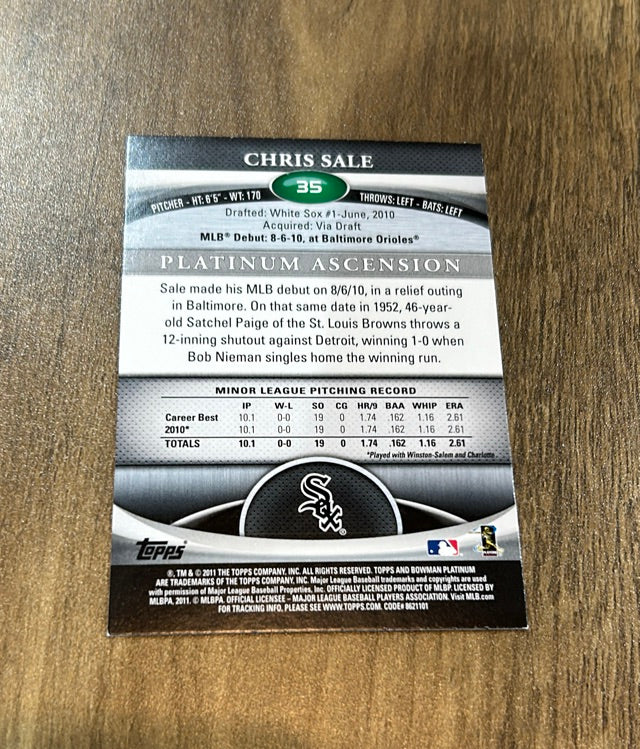 CHRIS SALE
35
PITCHER - HT: 6'6" - WT: 170
THROWS: LEFT - BATS: LEFT
Drafted: White Sox #1-June, 2010
Acquired: Via Draft
MLB® Debut: 8-6-10, at Baltimore Orioles®
PLATINUM ASCENSION
Sale made his MLB debut on 8/6/10, in a relief outing
in Baltimore. On that same date in 1952, 46-year-
old Satchel Paige of the St. Louis Browns throws a
12-inning shutout against Detroit, winning 1-0 when
Bob Nieman singles home the winning run.
MINOR LEAGUE PITCHING RECORD
IP W-L SO CG HR/9 BAA WHIP ERA
Career Best 10.1 0-0 19 0 1.74 .162 1.16 2.61
2010* 10.1 0-0 19 0 1.74 .162 1.16 2.61
TOTALS 10.1 0-0 19 0 1.74 .162 1.16 2.61
*Played with Winston-Salem and Charlotte
Sox
topps
®, TM & © 2011 THE TOPPS COMPANY, INC. ALL RIGHTS RESERVED. TOPPS AND BOWMAN PLATINUM
ARE TRADEMARKS OF THE TOPPS COMPANY, INC. Major League Baseball trademarks and copyrights are used
with permission of Major League Baseball Properties, Inc. OFFICIALLY LICENSED PRODUCT OF MLBP. LICENSED BY
MLBPA, 2011. © MLBPA. OFFICIAL LICENSEE - MAJOR LEAGUE BASEBALL PLAYERS ASSOCIATION. Visit MLB.com
FOR TRACKING INFO, PLEASE SEE WWW.TOPPS.COM. CODE# 8621101